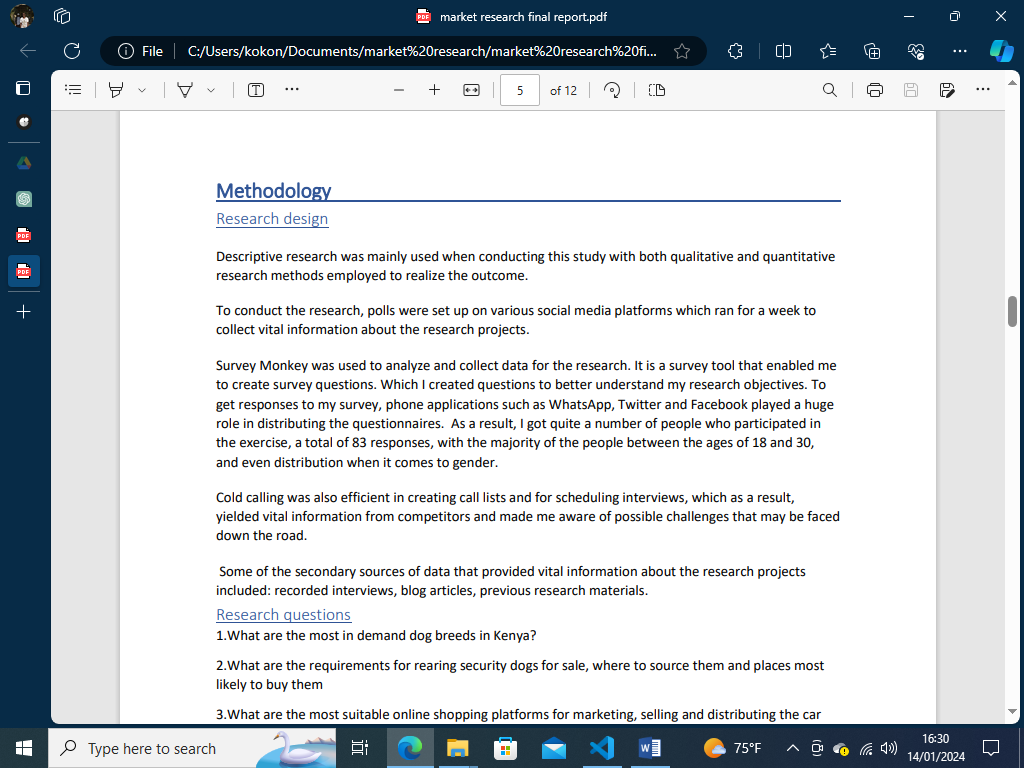 market research final report.pdf
File
C:/Users/kokon/Documents/market%20research/market%20research%20fi...
5
of 12
Methodology
Research design
Descriptive research was mainly used when conducting this study with both qualitative and quantitative
research methods employed to realize the outcome.
To conduct the research, polls were set up on various social media platforms which ran for a week to
collect vital information about the research projects.
Survey Monkey was used to analyze and collect data for the research. It is a survey tool that enabled me
to create survey questions. Which I created questions to better understand my research objectives. To
get responses to my survey, phone applications such as WhatsApp, Twitter and Facebook played a huge
role in distributing the questionnaires.  As a result, I got quite a number of people who participated in
the exercise, a total of 83 responses, with the majority of the people between the ages of 18 and 30,
and even distribution when it comes to gender.
Cold calling was also efficient in creating call lists and for scheduling interviews, which as a result,
yielded vital information from competitors and made me aware of possible challenges that may be faced
down the road.
Some of the secondary sources of data that provided vital information about the research projects
included: recorded interviews, blog articles, previous research materials.
Research questions
1.What are the most in demand dog breeds in Kenya?
2.What are the requirements for rearing security dogs for sale, where to source them and places most
likely to buy them
3.What are the most suitable online shopping platforms for marketing, selling and distributing the car
Type here to search
75°F
16:30
14/01/2024